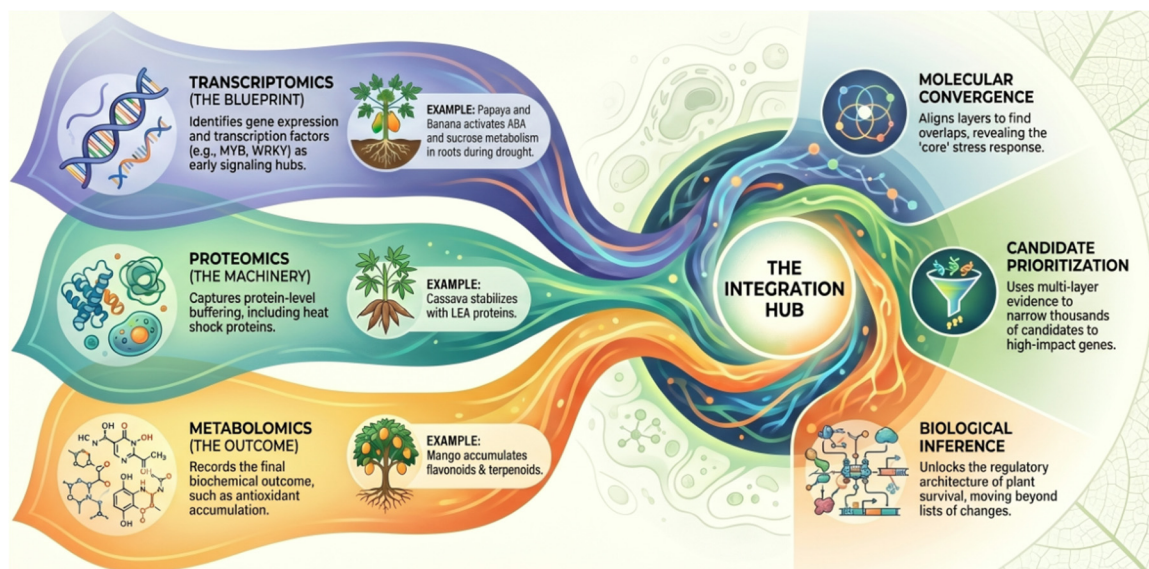 TRANSCRIPTOMICS
(THE BLUEPRINT)
Identifies gene expression
and transcription factors
(e.g., MYB, WRKY) as
early signaling hubs.
EXAMPLE: Papaya and
Banana activates ABA
and sucrose metabolism
in roots during drought.
PROTEOMICS
(THE MACHINERY)
Captures protein-level
buffering, including heat
shock proteins.
EXAMPLE:
Cassava stabilizes
with LEA proteins.
METABOLOMICS
(THE OUTCOME)
Records the final
biochemical outcome,
such as antioxidant
accumulation.
EXAMPLE:
Mango accumulates
flavonoids & terpenoids.
THE
INTEGRATION
HUB
MOLECULAR
CONVERGENCE
Aligns layers to find
overlaps, revealing the
'core' stress response.
CANDIDATE
PRIORITIZATION
Uses multi-layer
evidence to
narrow thousands
of candidates to
high-impact genes.
BIOLOGICAL
INFERENCE
Unlocks the regulatory
architecture of plant
survival, moving beyond
lists of changes.